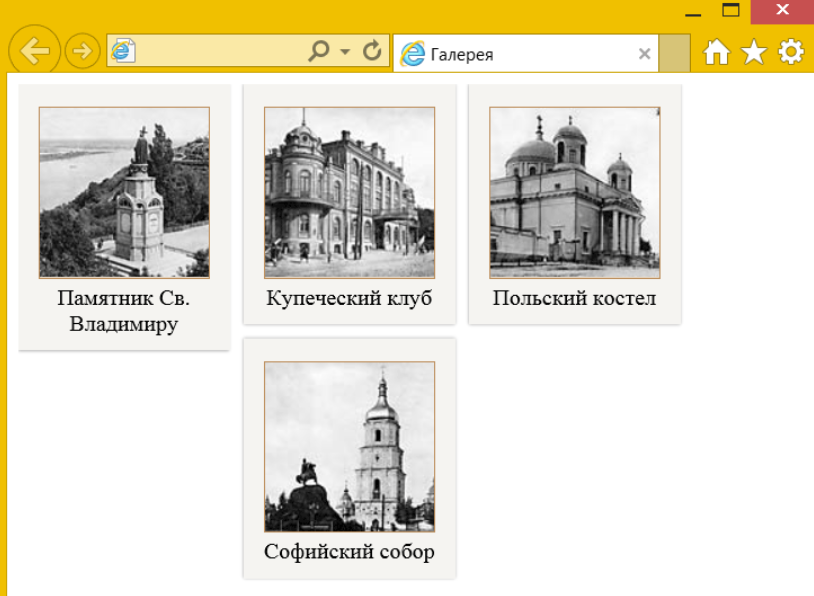 Галерея
Памятник Св.
Владимиру
Купеческий клуб
Польский костел
Софийский собор